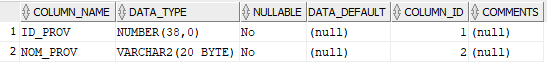 COLUMN_NAME DATA_TYPE NULLABLE DATA_DEFAULT COLUMN_ID COMMENTS
1 ID_PROV NUMBER(38,0) No (null) 1 (null)
2 NOM_PROV VARCHAR2(20 BYTE) No (null) 2 (null)